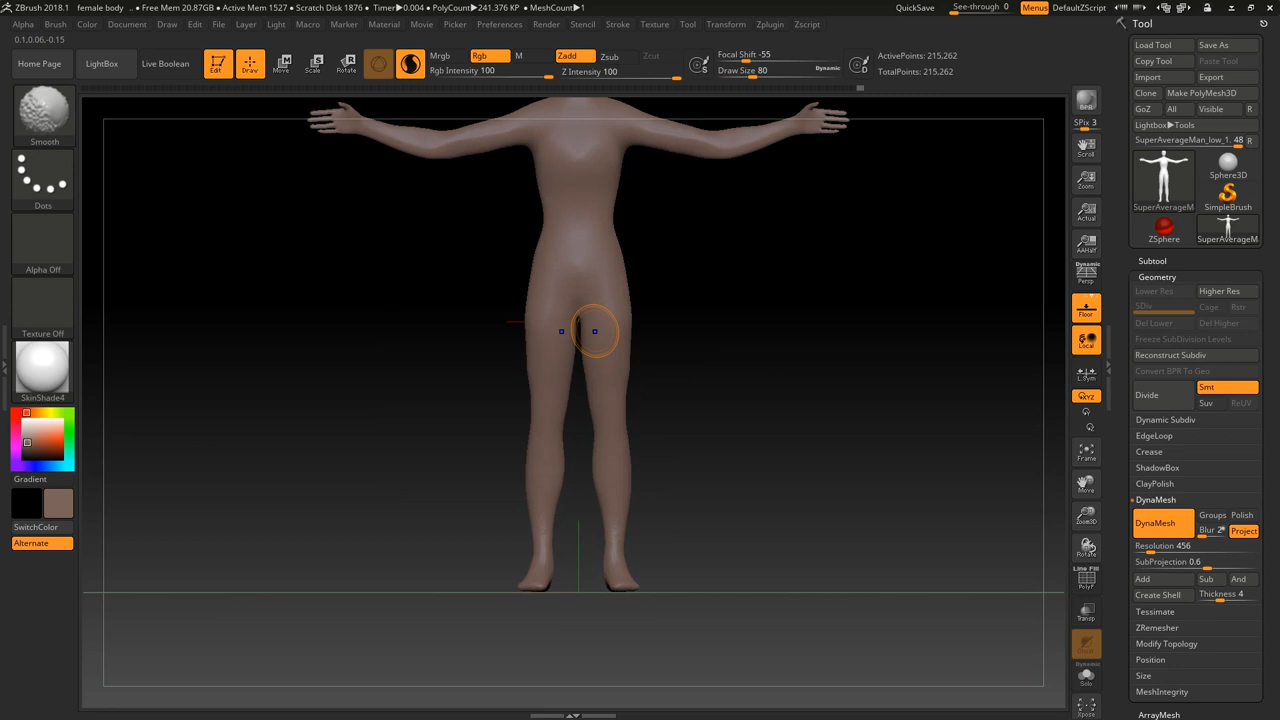 ZBrush 2018.1 female body • Free Mem 20.87GB • Active Mem 1527 • Scratch Disk 1876 • Timer▶0.004 • PolyCount▶241.376 KP • MeshCount▶1 QuickSave See-through 0 Menus DefaultZScript
Alpha Brush Color Document Draw Edit File Layer Light Macro Marker Material Movie Picker Preferences Render Stencil Stroke Texture Tool Transform Zplugin Zscript
0.1,0.06,-0.15
Home Page
LightBox
Live Boolean
Edit
Draw
Move
Scale
Rotate
Mrgb Rgb M
Rgb Intensity 100
Zadd Zsub Zcut
Z Intensity 100
S
Focal Shift -55
Draw Size 80 Dynamic
D
ActivePoints: 215,262
TotalPoints: 215,262
Smooth
Dots
Alpha Off
Texture Off
SkinShade4
Gradient
SwitchColor
Alternate
BPR
SPix 3
Scroll
Zoom
Actual
AAHalf
Dynamic
Persp
Floor
Local
L.Sym
XYZ
Frame
Move
Zoom3D
Rotate
Line Fill
PolyF
Transp
Dynamic
Solo
Xpose
Tool
Load Tool Save As
Copy Tool Paste Tool
Import Export
Clone Make PolyMesh3D
GoZ All Visible R
Lightbox▶Tools
SuperAverageMan_low_1. 48 R
SuperAverageM
Sphere3D
SimpleBrush
ZSphere
SuperAverageM
Subtool
Geometry
Lower Res Higher Res
SDiv Cage Rstr
Del Lower Del Higher
Freeze SubDivision Levels
Reconstruct Subdiv
Convert BPR To Geo
Divide
Smt
Suv ReUV
Dynamic Subdiv
EdgeLoop
Crease
ShadowBox
ClayPolish
DynaMesh
DynaMesh
Groups Polish
Blur 2 Project
Resolution 456
SubProjection 0.6
Add Sub And
Create Shell Thickness 4
Tessimate
ZRemesher
Modify Topology
Position
Size
MeshIntegrity
ArrayMesh